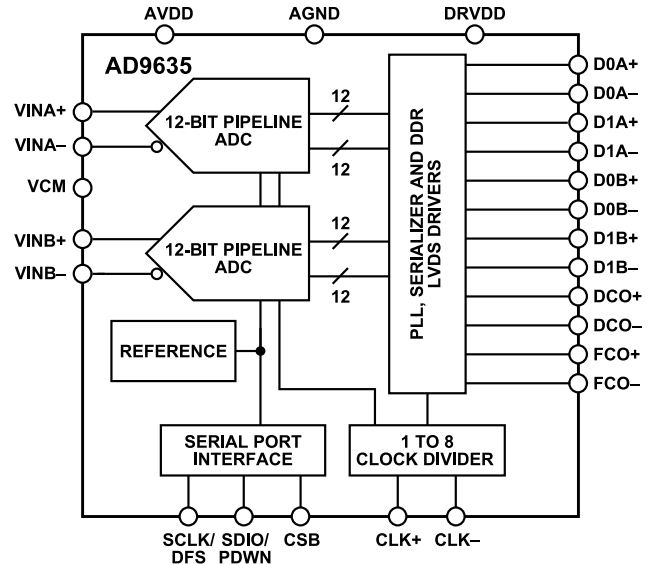 AVDD
AGND
DRVDD
AD9635
VINA+
VINA–
VCM
VINB+
VINB–
12-BIT PIPELINE
ADC
12
12
12-BIT PIPELINE
ADC
12
12
REFERENCE
SERIAL PORT
INTERFACE
1 TO 8
CLOCK DIVIDER
PLL, SERIALIZER AND DDR
LVDS DRIVERS
D0A+
D0A–
D1A+
D1A–
D0B+
D0B–
D1B+
D1B–
DCO+
DCO–
FCO+
FCO–
SCLK/
DFS
SDIO/
PDWN
CSB
CLK+
CLK–